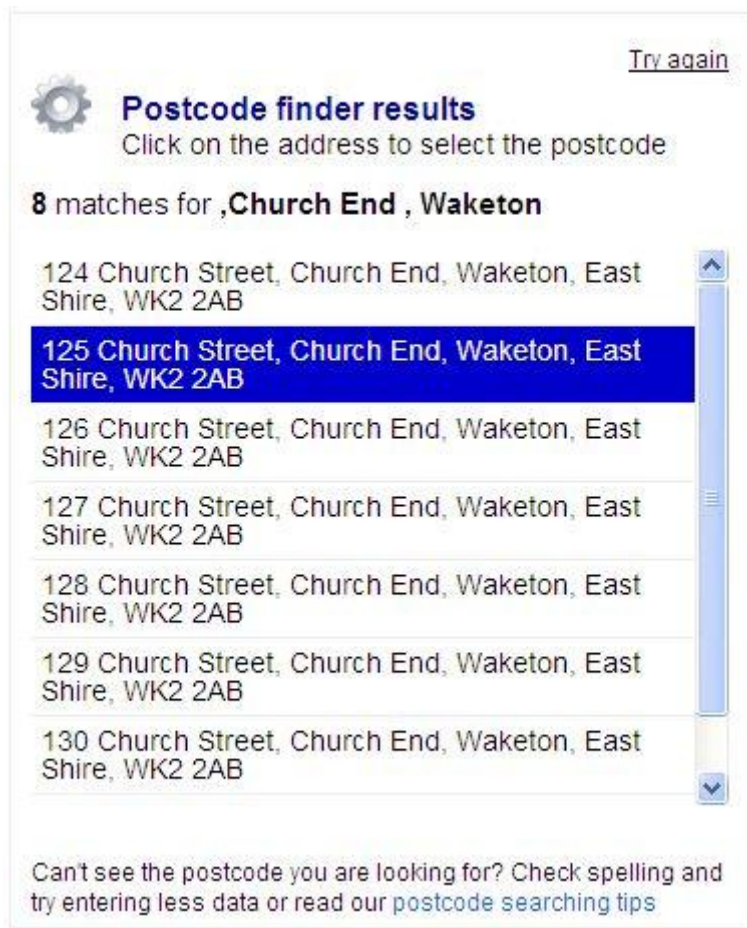 Try again
Postcode finder results
Click on the address to select the postcode
8 matches for ,Church End , Waketon
124 Church Street, Church End, Waketon, East
Shire, WK2 2AB
125 Church Street, Church End, Waketon, East
Shire, WK2 2AB
126 Church Street, Church End, Waketon, East
Shire, WK2 2AB
127 Church Street, Church End, Waketon, East
Shire, WK2 2AB
128 Church Street, Church End, Waketon, East
Shire, WK2 2AB
129 Church Street, Church End, Waketon, East
Shire, WK2 2AB
130 Church Street, Church End, Waketon, East
Shire, WK2 2AB
Can't see the postcode you are looking for? Check spelling and
try entering less data or read our postcode searching tips